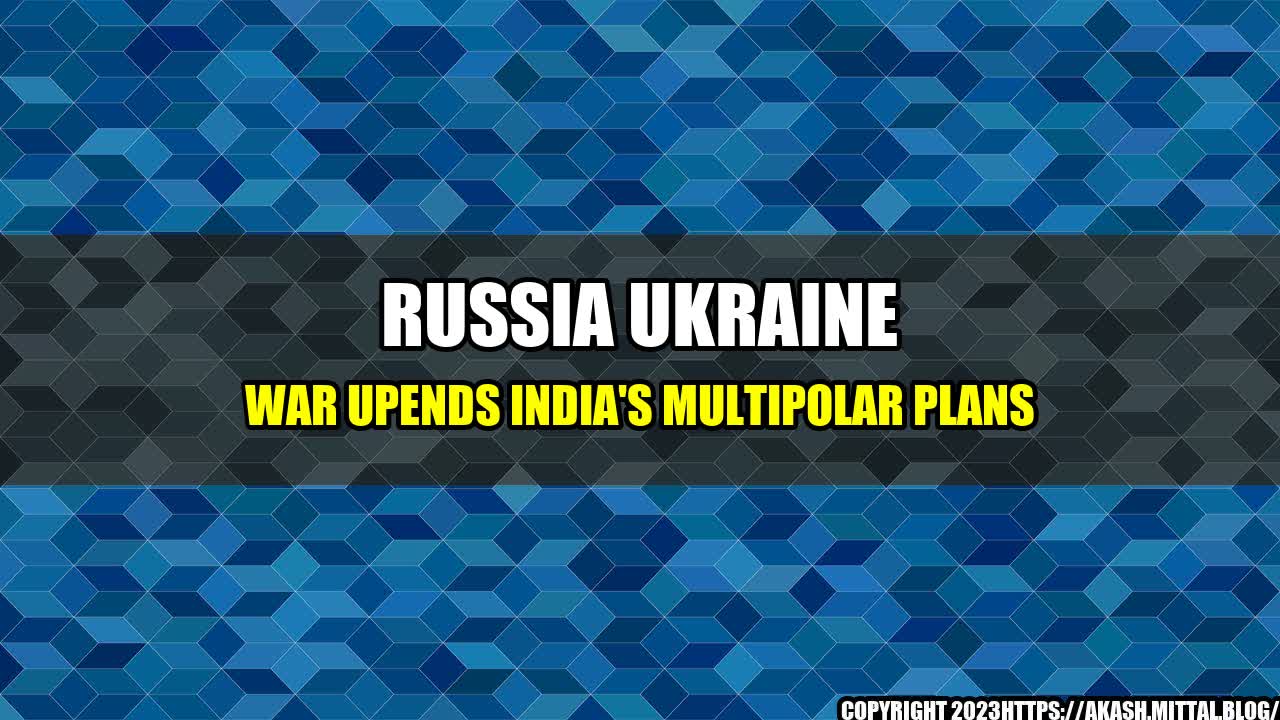 RUSSIA UKRAINE
WAR UPENDS INDIA'S MULTIPOLAR PLANS
COPYRIGHT 2023HTTPS://AKASH.MITTAL.BLOG/